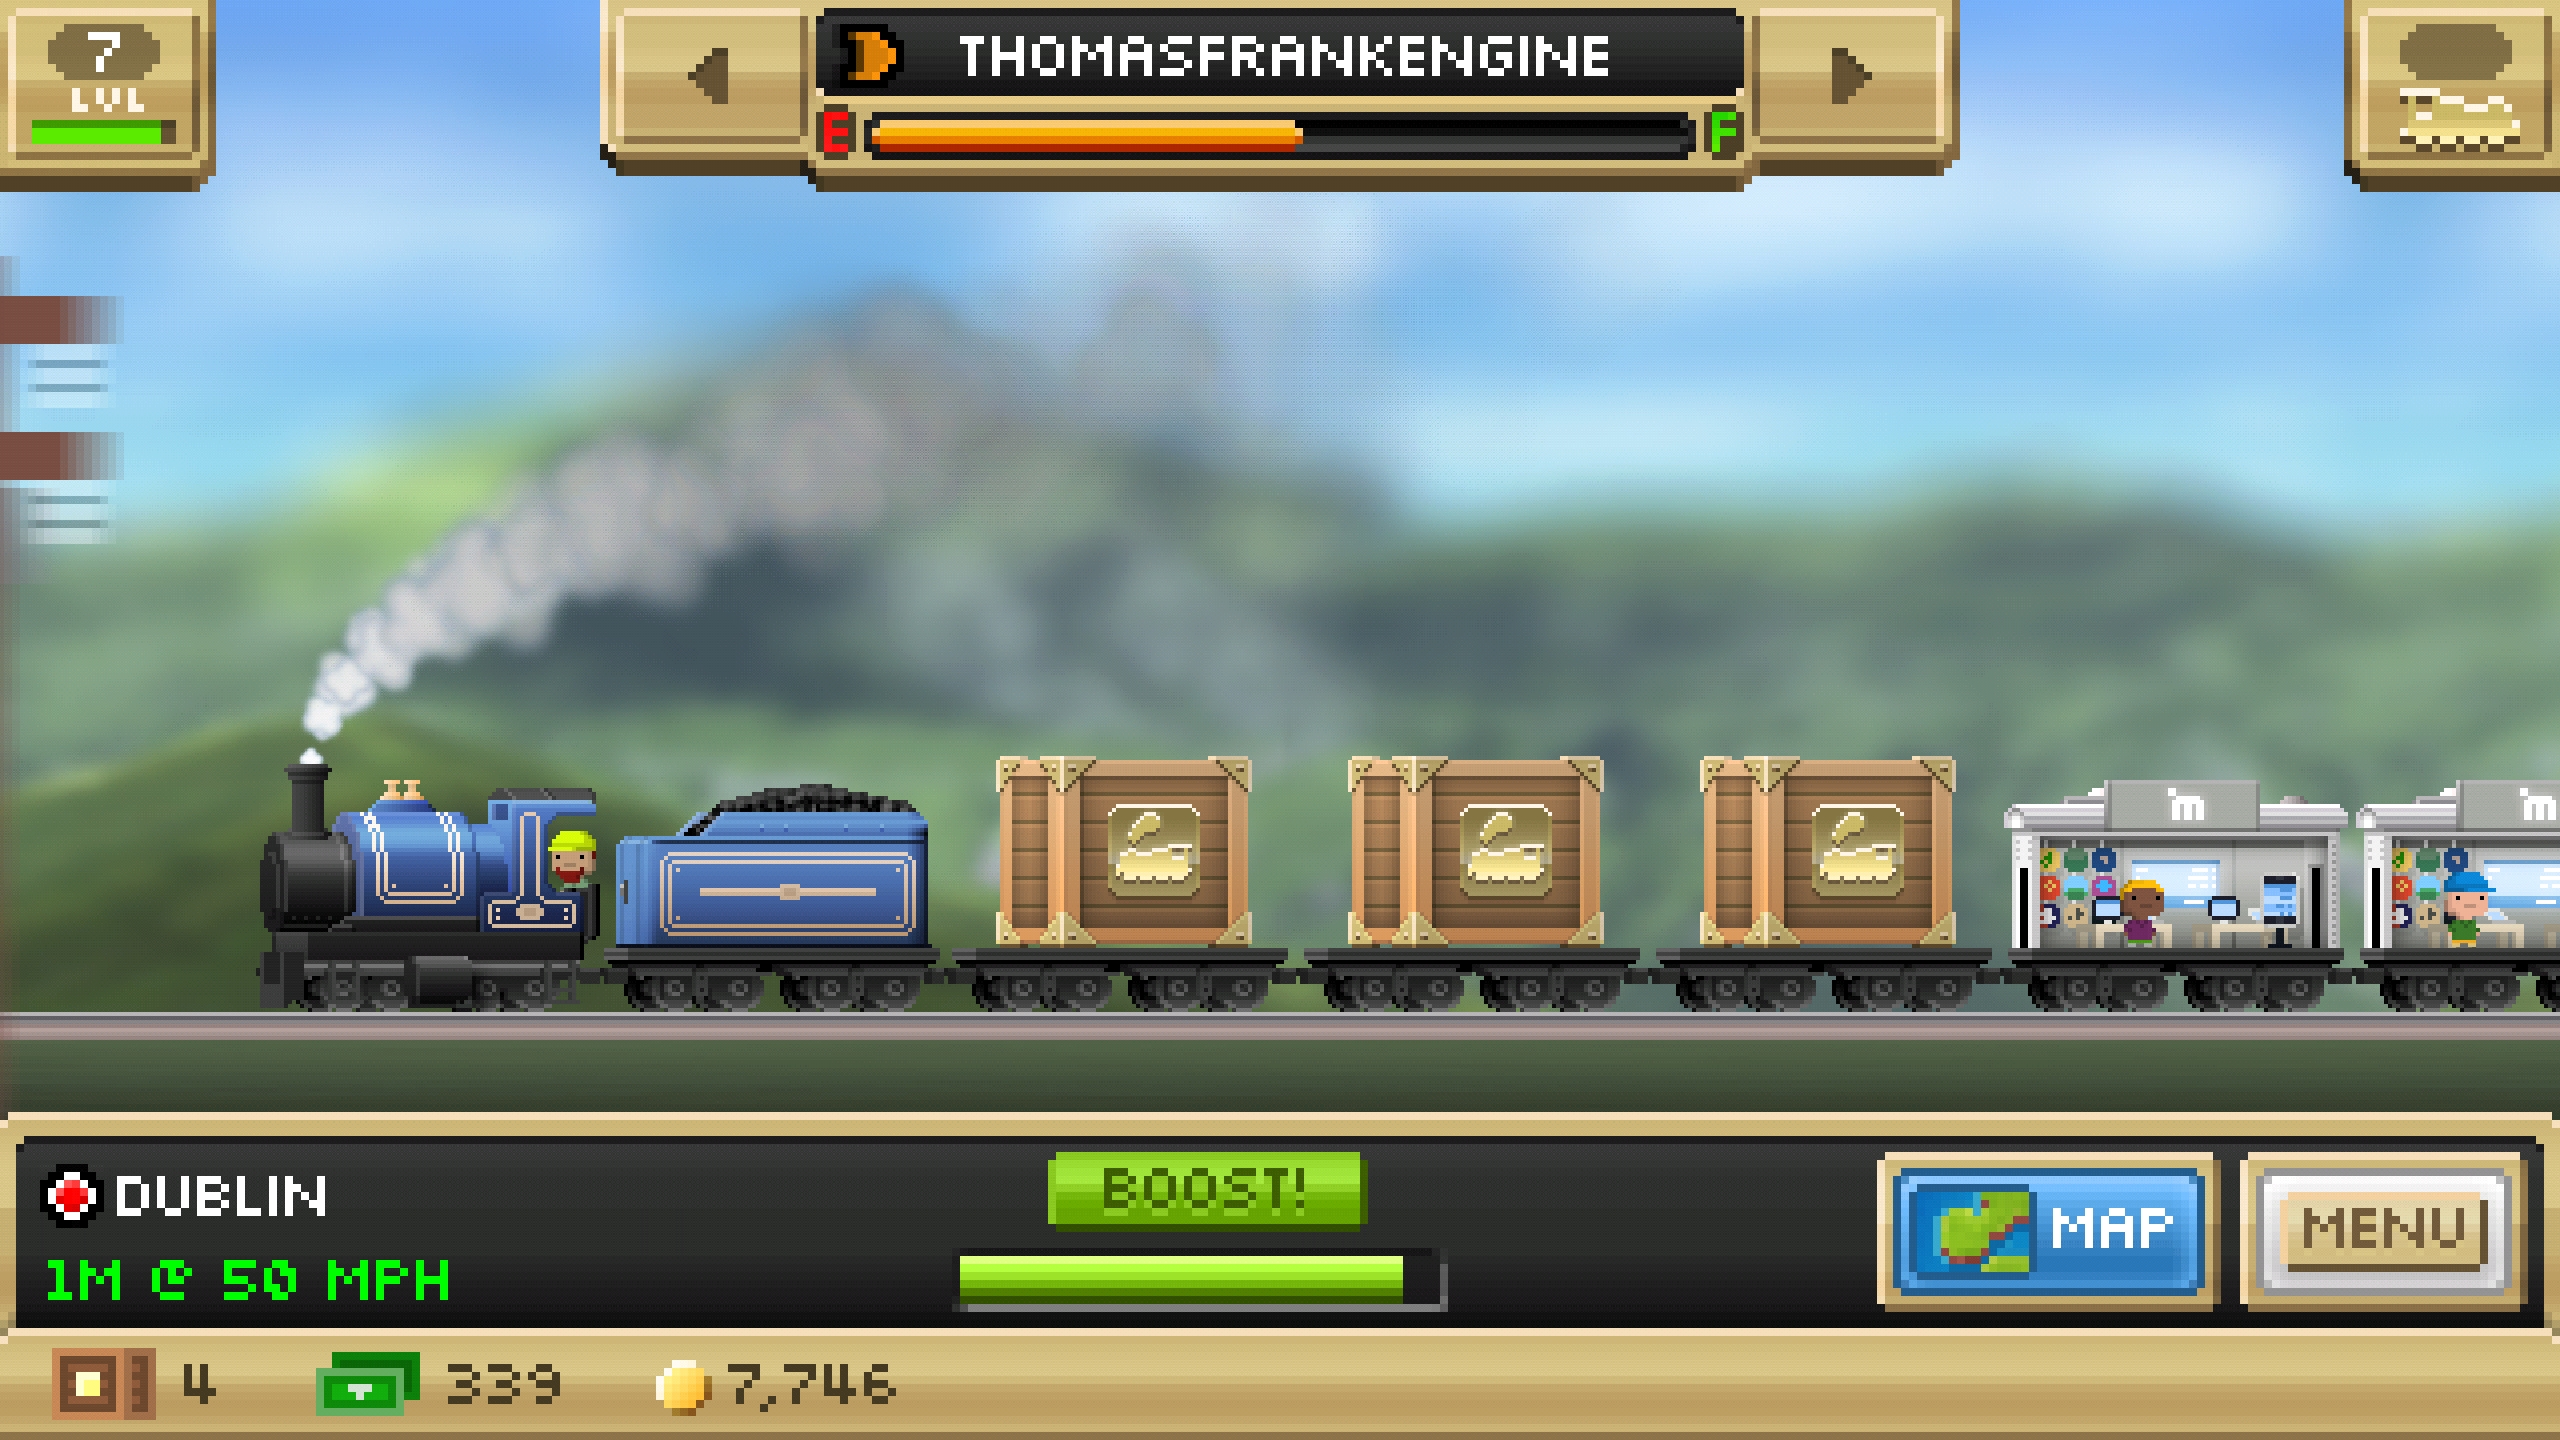 7
LVL
THOMASFRANKENGINE
E
F
m
m
DUBLIN
1M @ 50 MPH
BOOST!
MAP
MENU
4
339
7,746